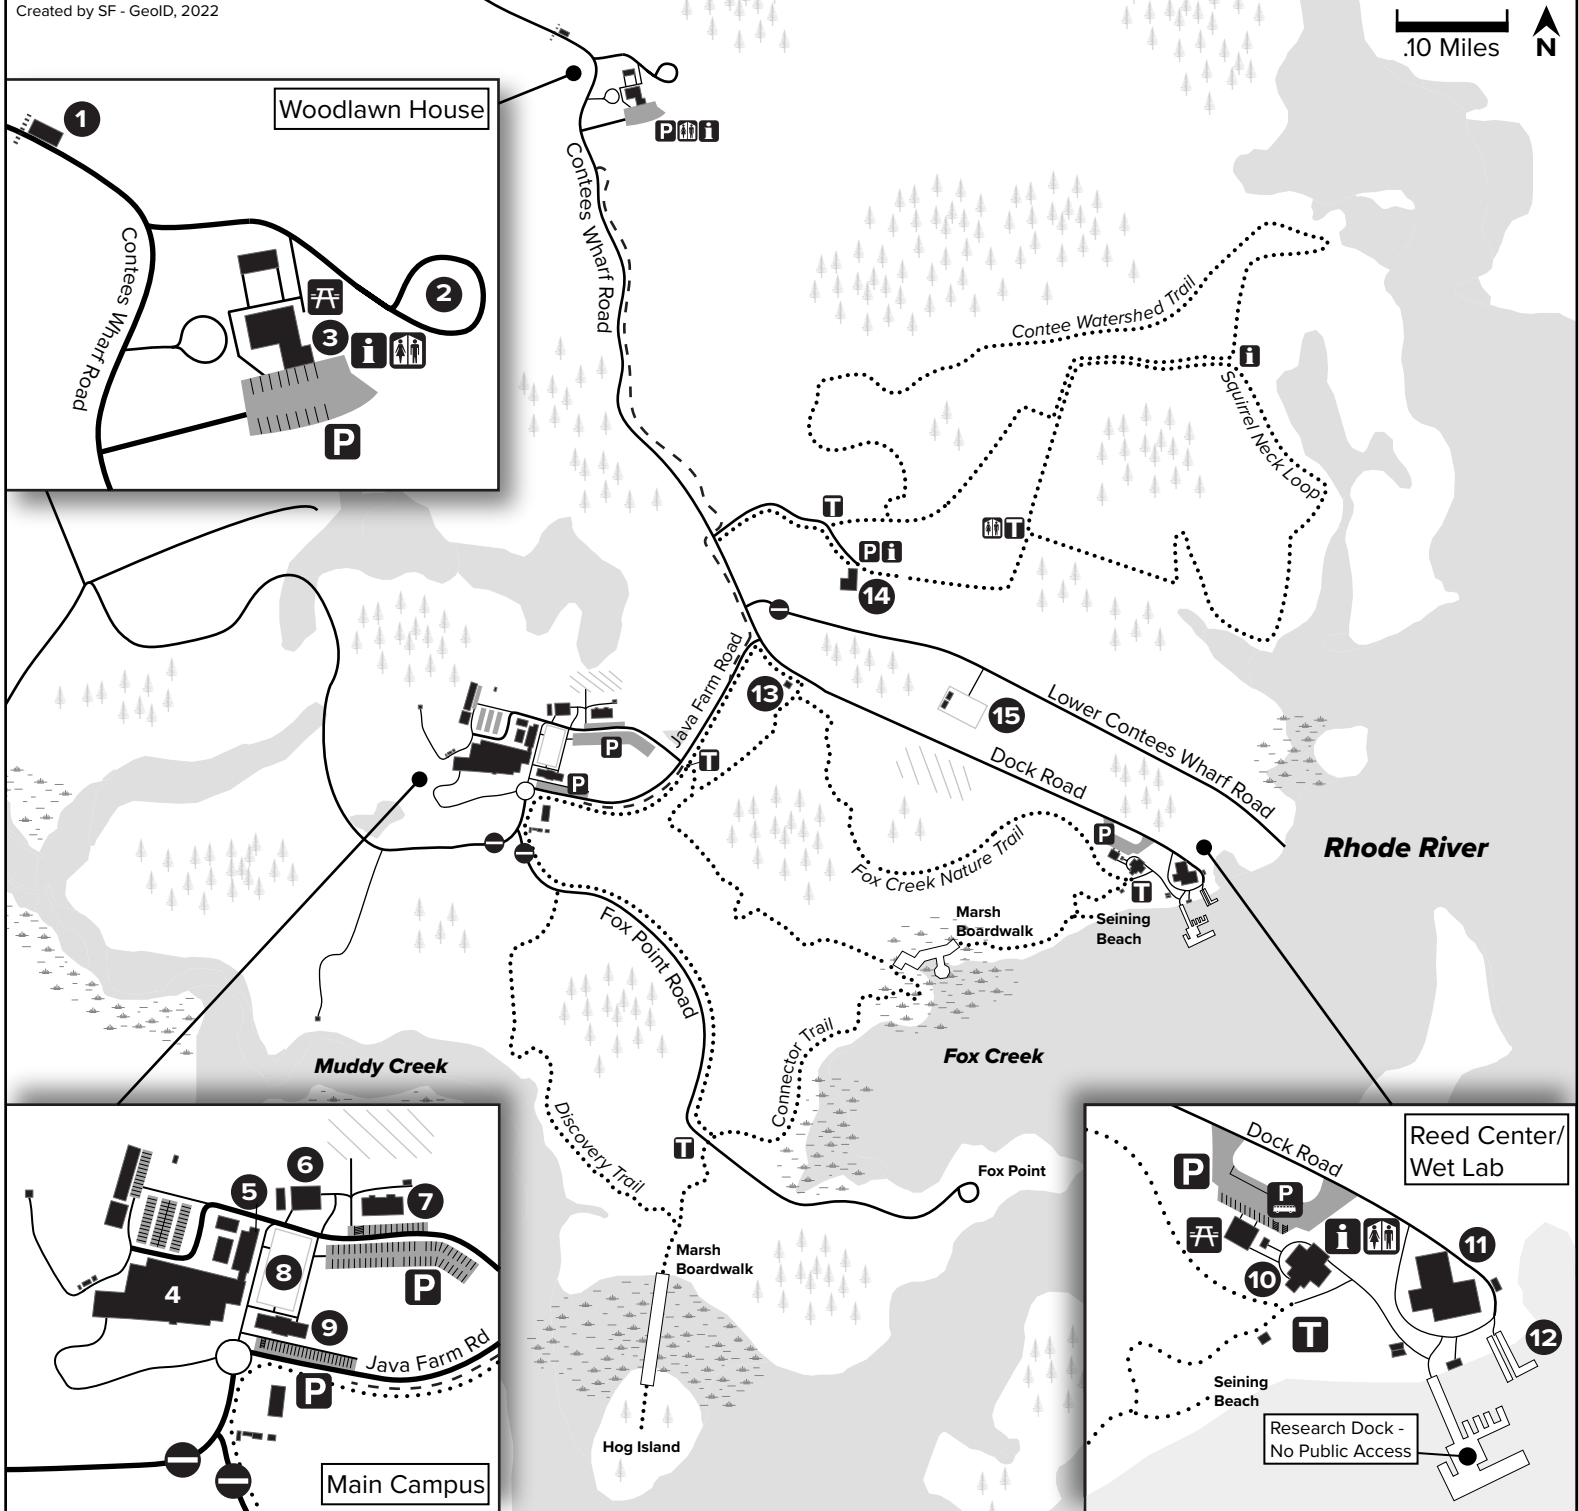 Created by SF - GeoID, 2022
.10 Miles
N
Woodlawn House
1
2
3
i
P
Contees Wharf Road
P
i
Contees Wharf Road
Contee Watershed Trail
i
Squirrel Neck Loop
T
T
P
i
14
13
15
Java Farm Road
T
P
P
Lower Contees Wharf Road
Dock Road
P
T
Rhode River
Fox Creek Nature Trail
Marsh
Boardwalk
Seining
Beach
Fox Point Road
Muddy Creek
Fox Creek
Connector Trail
Discovery Trail
T
Fox Point
Marsh
Boardwalk
Hog Island
4
5
6
7
8
9
P
P
Java Farm Rd
Main Campus
Reed Center/
Wet Lab
Dock Road
P
P
i
10
11
12
T
Seining
Beach
Research Dock -
No Public Access